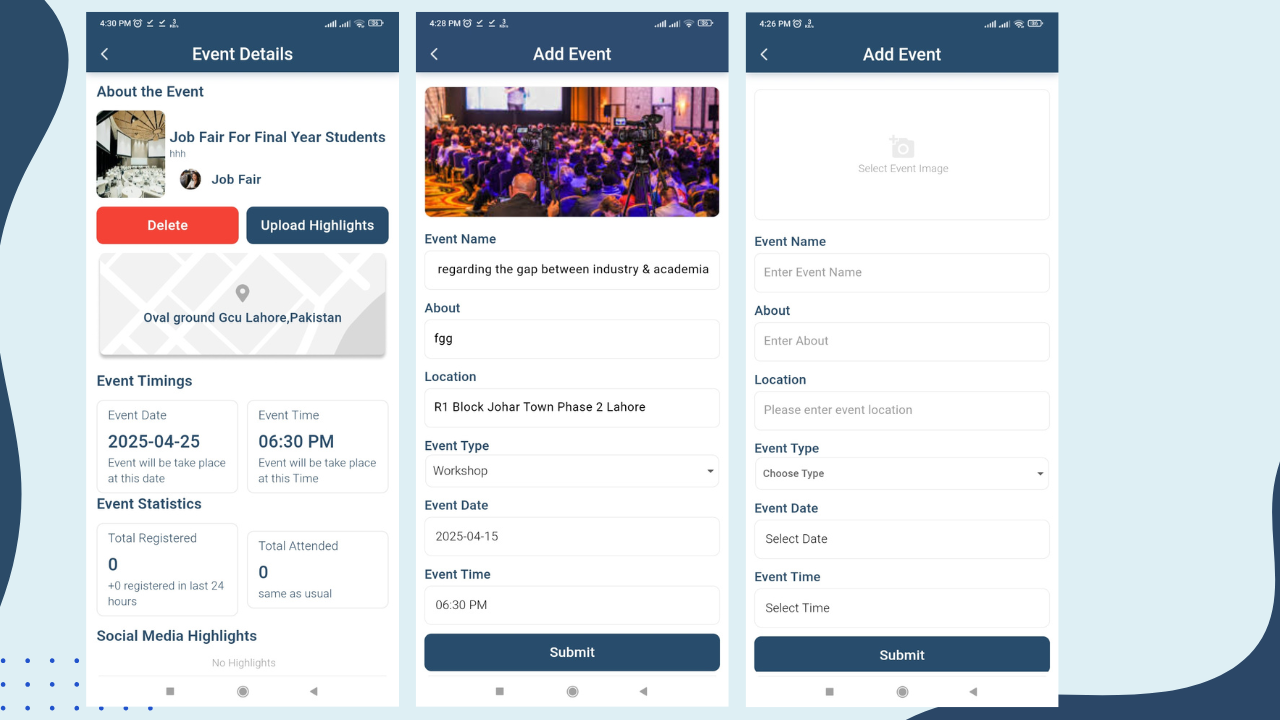 4:30 PM
Event Details
About the Event
Job Fair For Final Year Students
hhh
Job Fair
Delete
Upload Highlights
Oval ground Gcu Lahore,Pakistan
Event Timings
Event Date
2025-04-25
Event will be take place
at this date
Event Time
06:30 PM
Event will be take place
at this Time
Event Statistics
Total Registered
0
+0 registered in last 24
hours
Total Attended
0
same as usual
Social Media Highlights
No Highlights
4:28 PM
Add Event
Event Name
regarding the gap between industry & academia
About
fgg
Location
R1 Block Johar Town Phase 2 Lahore
Event Type
Workshop
Event Date
2025-04-15
Event Time
06:30 PM
Submit
4:26 PM
Add Event
Select Event Image
Event Name
Enter Event Name
About
Enter About
Location
Please enter event location
Event Type
Choose Type
Event Date
Select Date
Event Time
Select Time
Submit